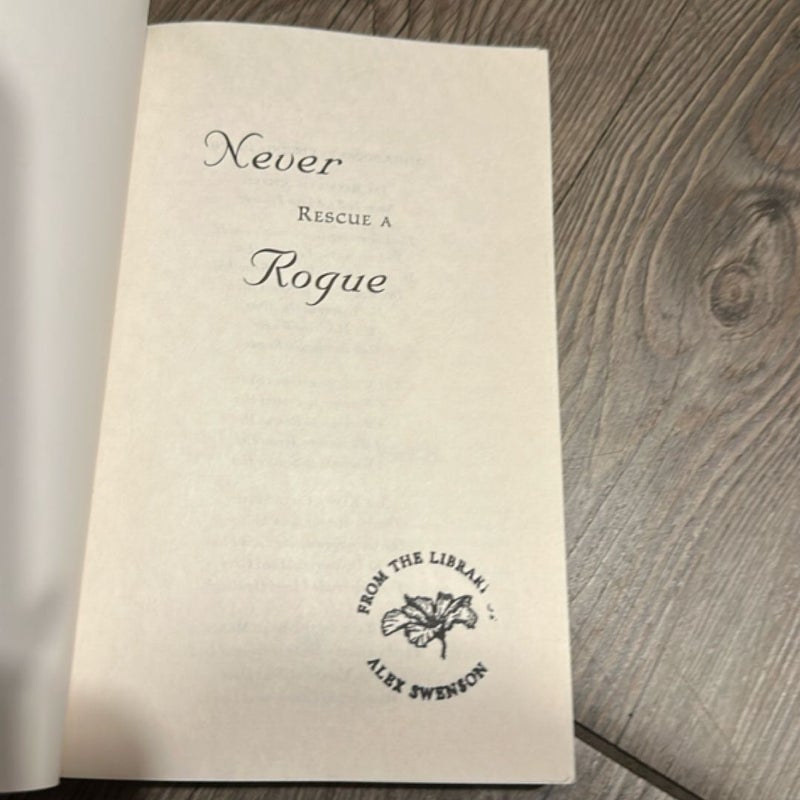 Never
RESCUE A
Rogue
FROM THE LIBRARY
ALEX SWENSON